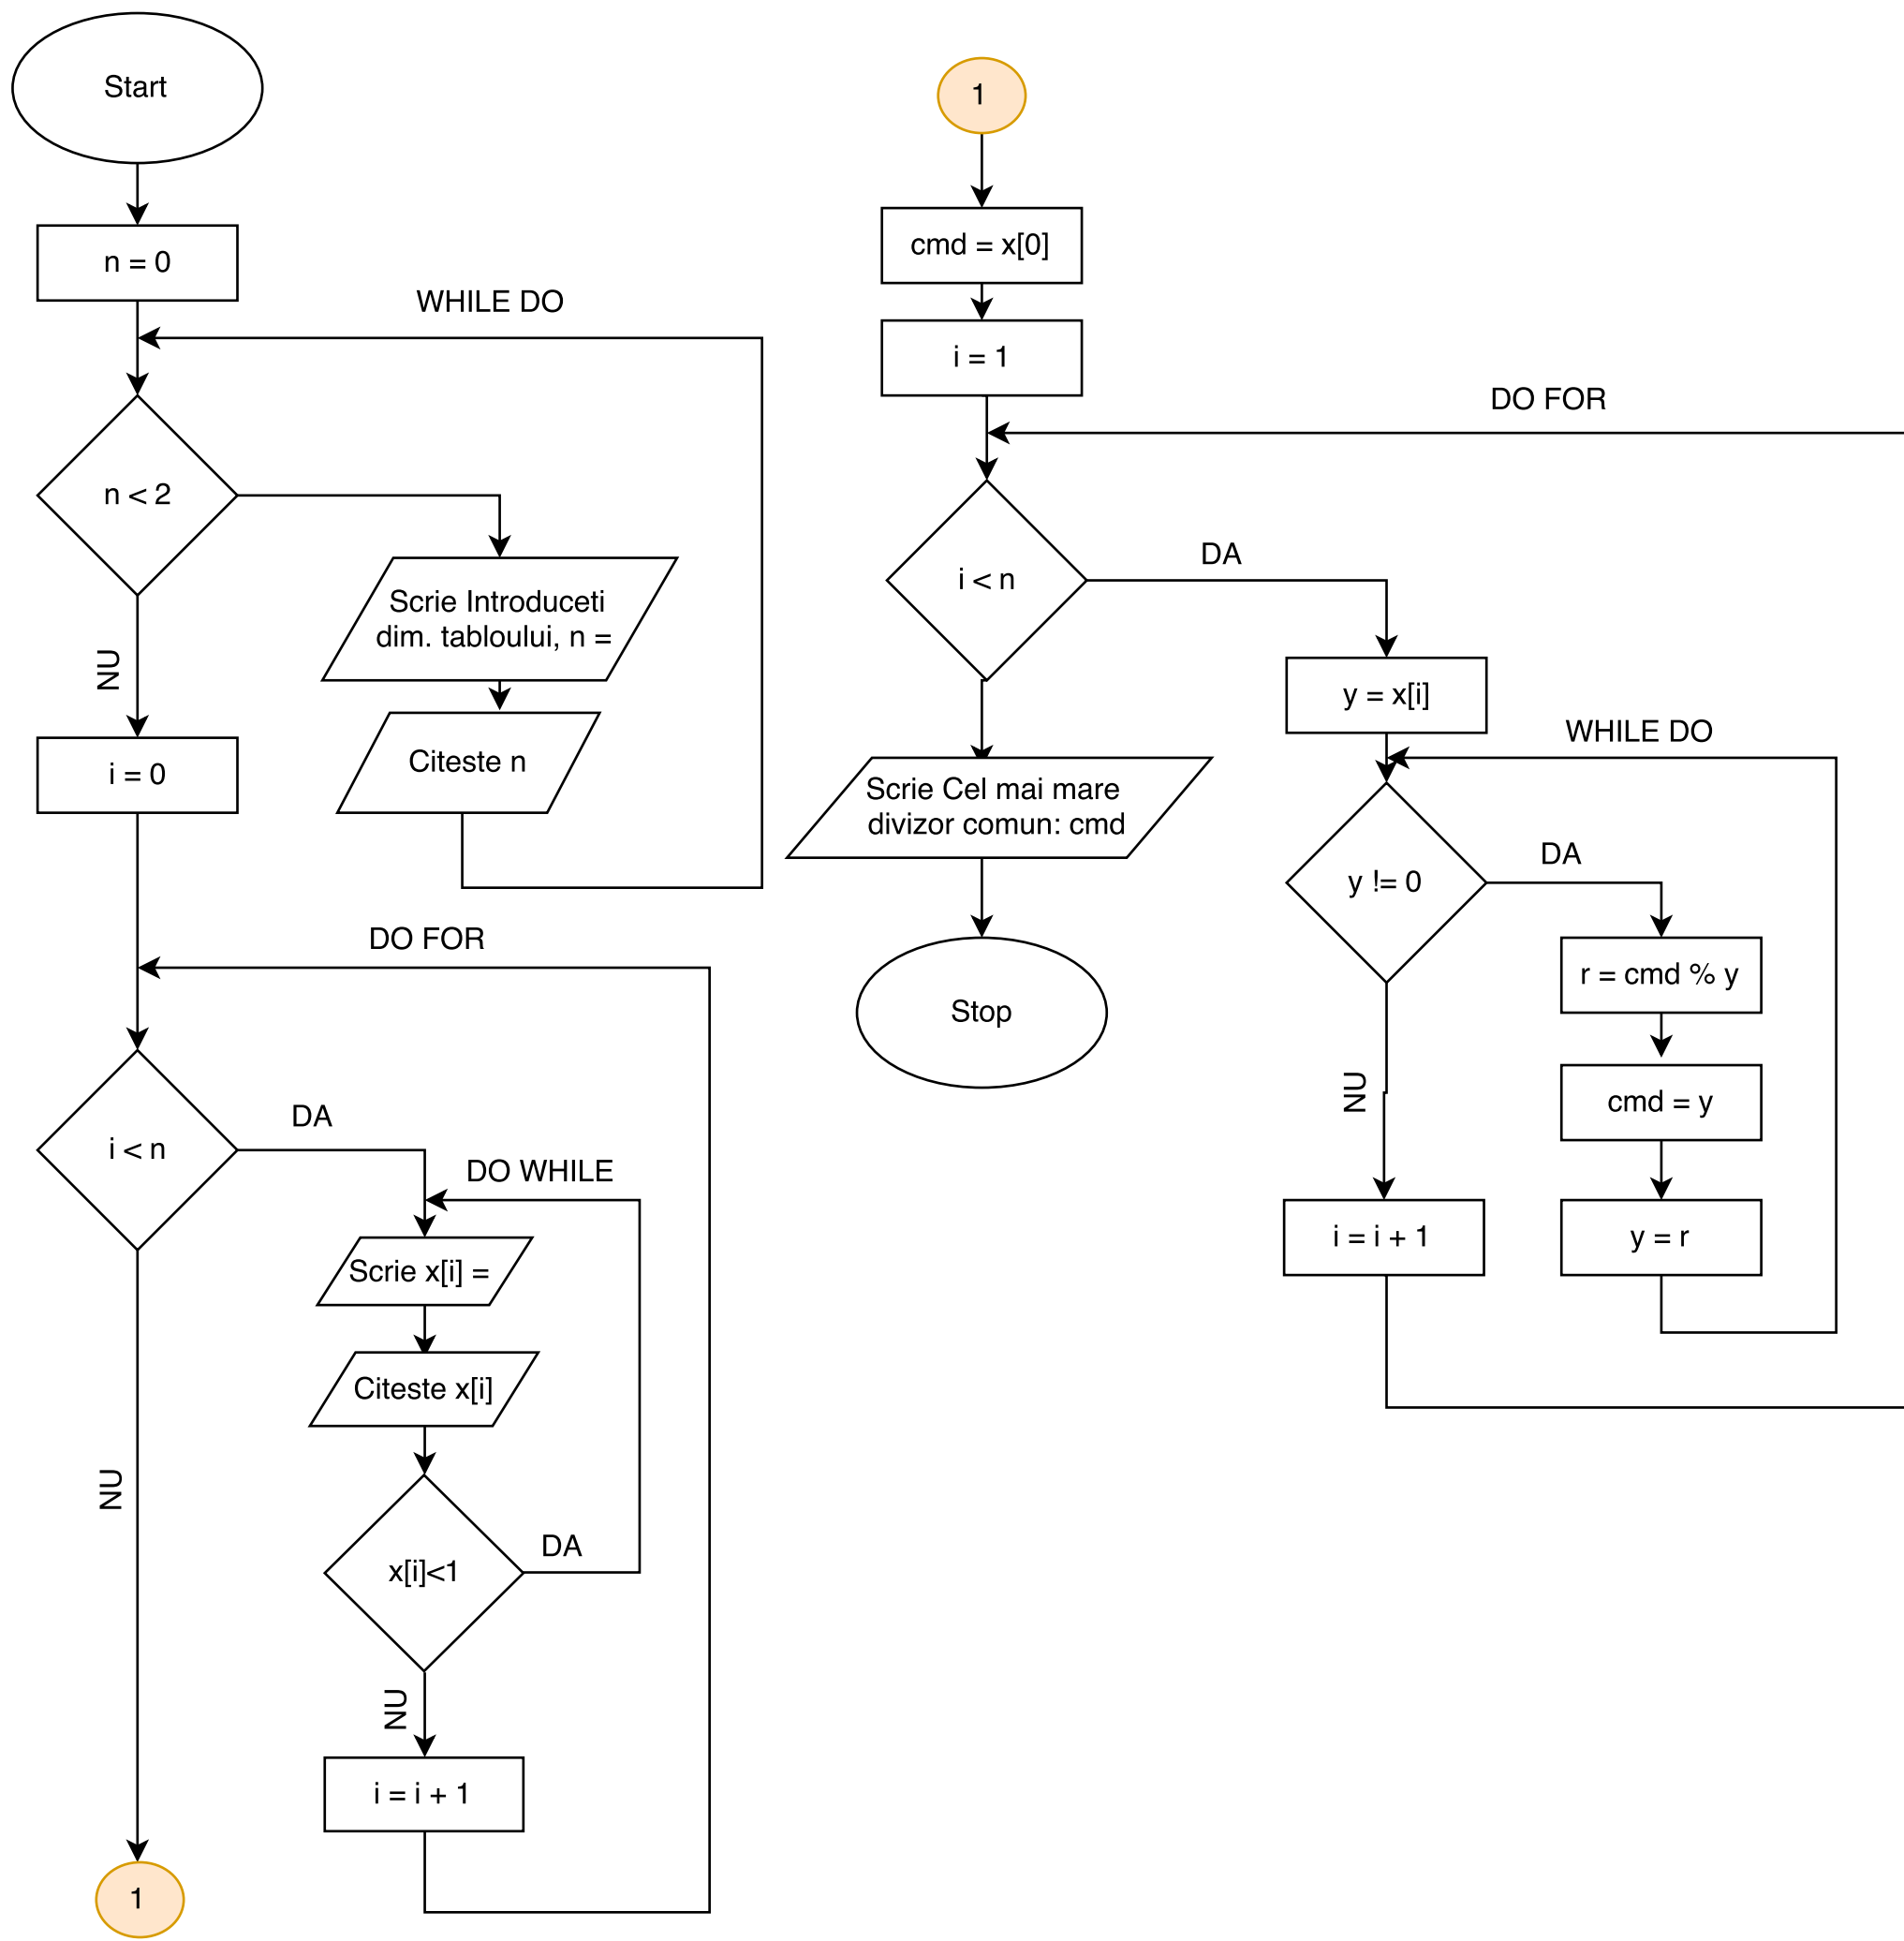 Start
n = 0
WHILE DO
n < 2
Scrie Introduceti
dim. tabloului, n =
NU
Citeste n
i = 0
DO FOR
i < n
DA
DO WHILE
Scrie x[i] =
Citeste x[i]
NU
x[i]<1
DA
NU
i = i + 1
1
1
cmd = x[0]
i = 1
DO FOR
i < n
DA
y = x[i]
WHILE DO
Scrie Cel mai mare
divizor comun: cmd
y != 0
DA
r = cmd % y
Stop
NU
cmd = y
i = i + 1
y = r